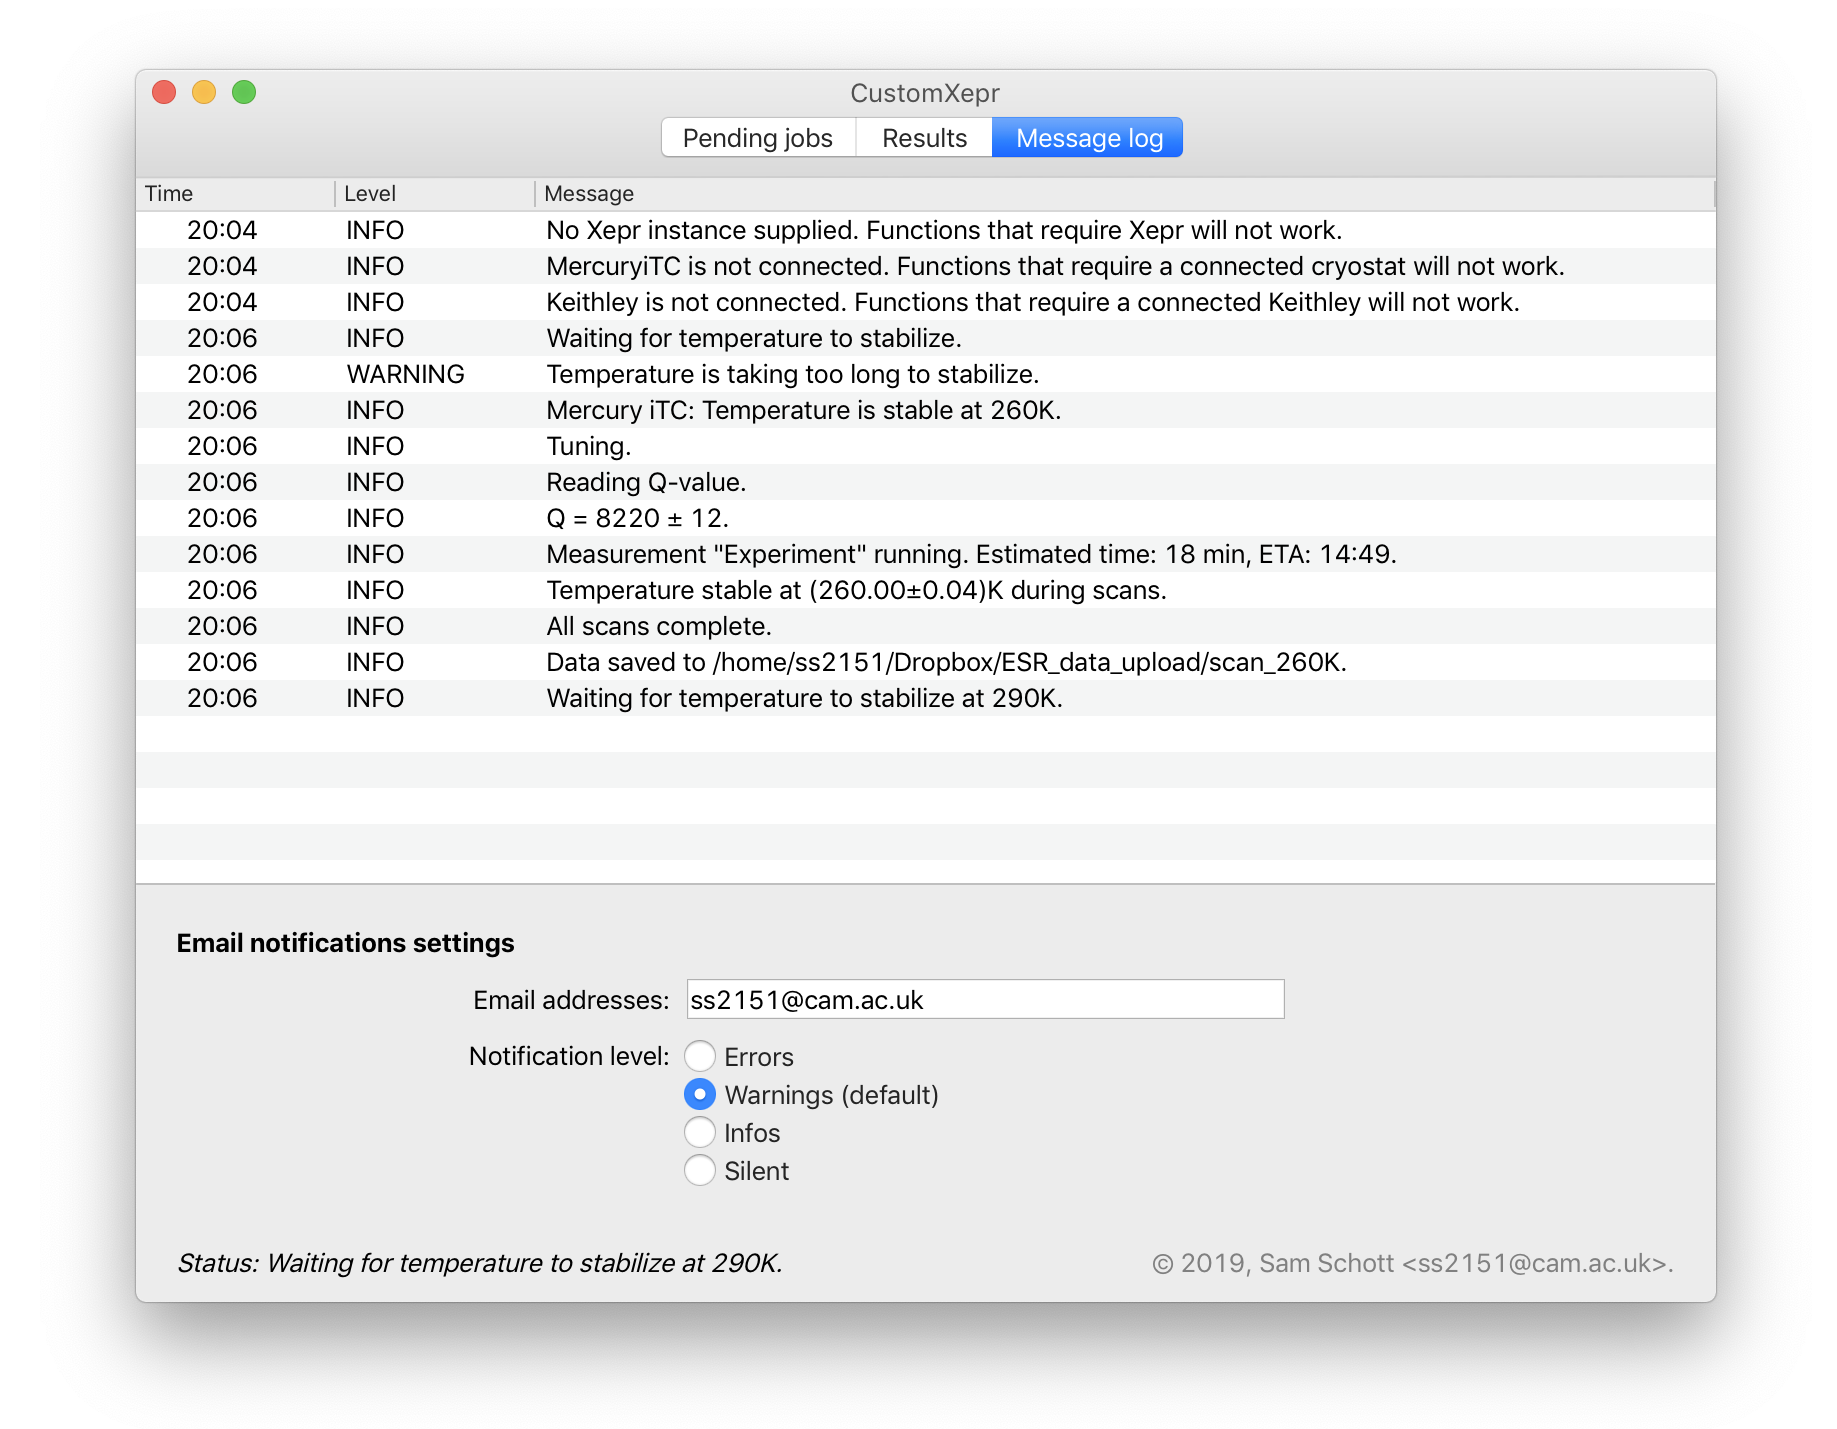 CustomXepr
Pending jobs Results Message log
Time Level Message
20:04 INFO No Xepr instance supplied. Functions that require Xepr will not work.
20:04 INFO MercuryiTC is not connected. Functions that require a connected cryostat will not work.
20:04 INFO Keithley is not connected. Functions that require a connected Keithley will not work.
20:06 INFO Waiting for temperature to stabilize.
20:06 WARNING Temperature is taking too long to stabilize.
20:06 INFO Mercury iTC: Temperature is stable at 260K.
20:06 INFO Tuning.
20:06 INFO Reading Q-value.
20:06 INFO Q = 8220 ± 12.
20:06 INFO Measurement "Experiment" running. Estimated time: 18 min, ETA: 14:49.
20:06 INFO Temperature stable at (260.00±0.04)K during scans.
20:06 INFO All scans complete.
20:06 INFO Data saved to /home/ss2151/Dropbox/ESR_data_upload/scan_260K.
20:06 INFO Waiting for temperature to stabilize at 290K.
Email notifications settings
Email addresses: ss2151@cam.ac.uk
Notification level: Errors
Warnings (default)
Infos
Silent
Status: Waiting for temperature to stabilize at 290K. © 2019, Sam Schott <ss2151@cam.ac.uk>.